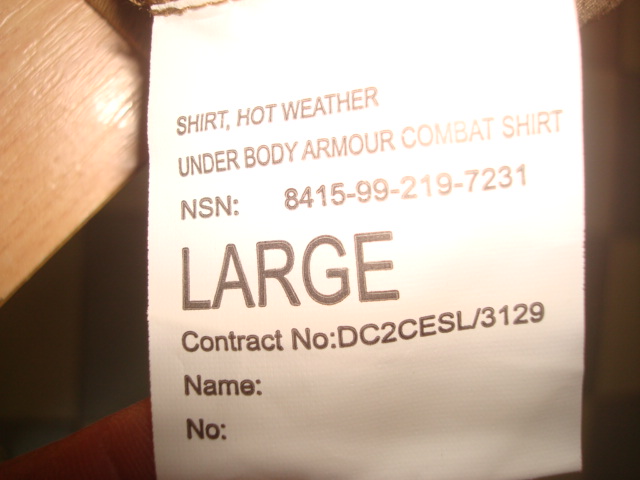 SHIRT, HOT WEATHER
UNDER BODY ARMOUR COMBAT SHIRT
NSN: 8415-99-219-7231
LARGE
Contract No:DC2CESL/3129
Name:
No: